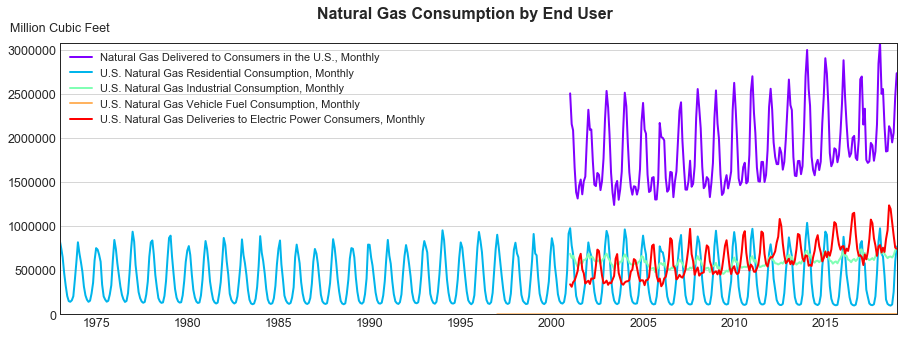 Natural Gas Consumption by End User
Million Cubic Feet
3000000
2500000
2000000
1500000
1000000
500000
0
Natural Gas Delivered to Consumers in the U.S., Monthly
U.S. Natural Gas Residential Consumption, Monthly
U.S. Natural Gas Industrial Consumption, Monthly
U.S. Natural Gas Vehicle Fuel Consumption, Monthly
U.S. Natural Gas Deliveries to Electric Power Consumers, Monthly
1975 1980 1985 1990 1995 2000 2005 2010 2015